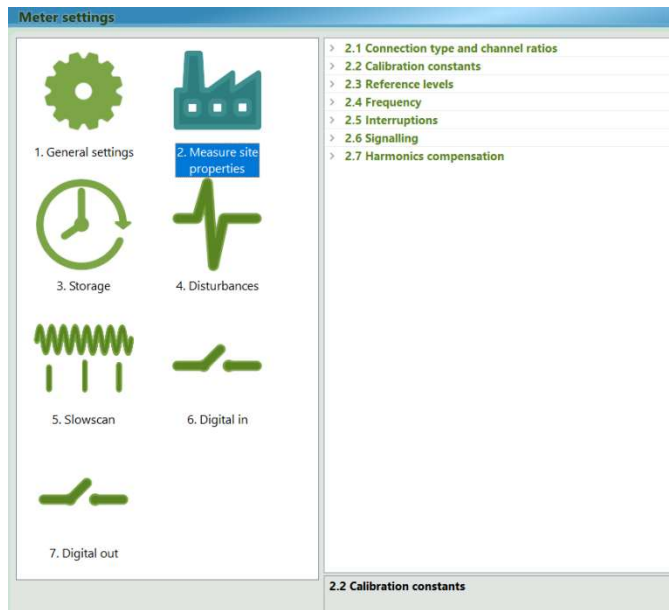 Meter settings
1. General settings
2. Measure site
properties
3. Storage
4. Disturbances
5. Slowscan
6. Digital in
7. Digital out
2.1 Connection type and channel ratios
2.2 Calibration constants
2.3 Reference levels
2.4 Frequency
2.5 Interruptions
2.6 Signalling
2.7 Harmonics compensation
2.2 Calibration constants